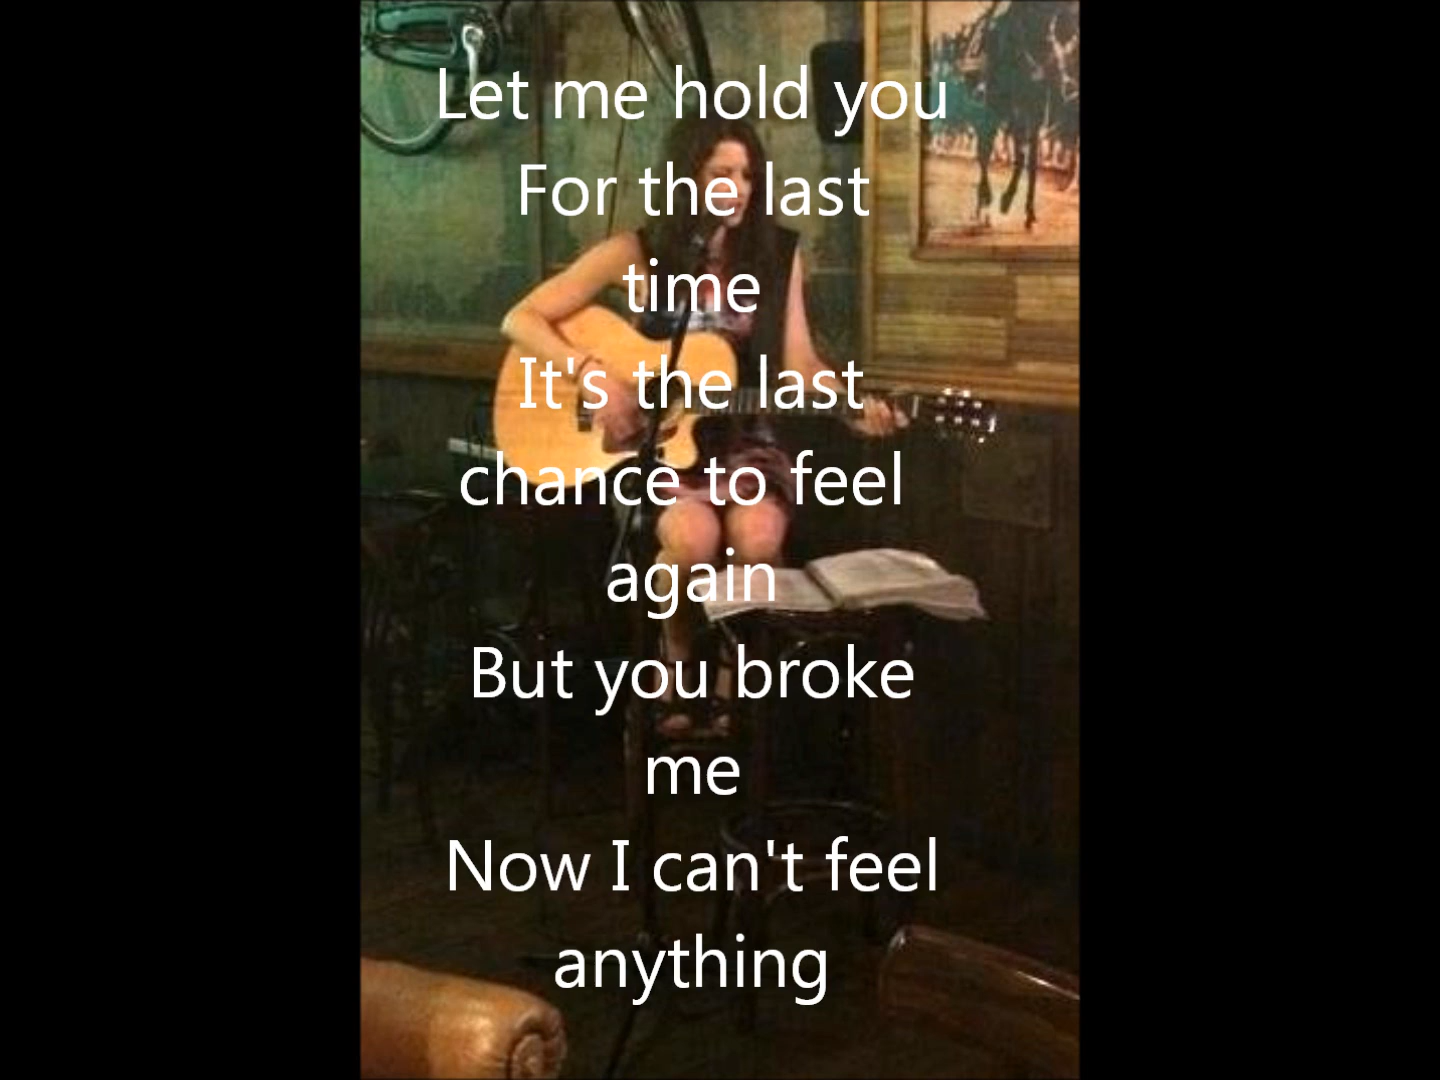 Let me hold you
For the last
time
It's the last
chance to feel
again
But you broke
me
Now I can't feel
anything